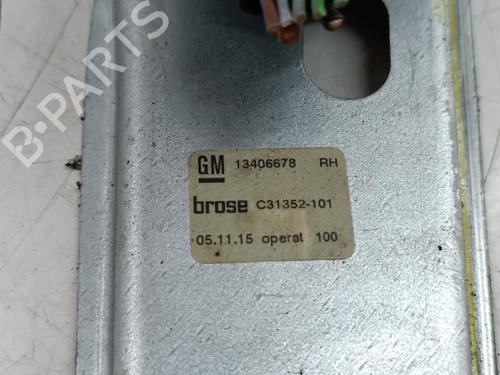 B-PARTS
GM 13406678 RH
brose C31352-101
05.11.15 operat 100